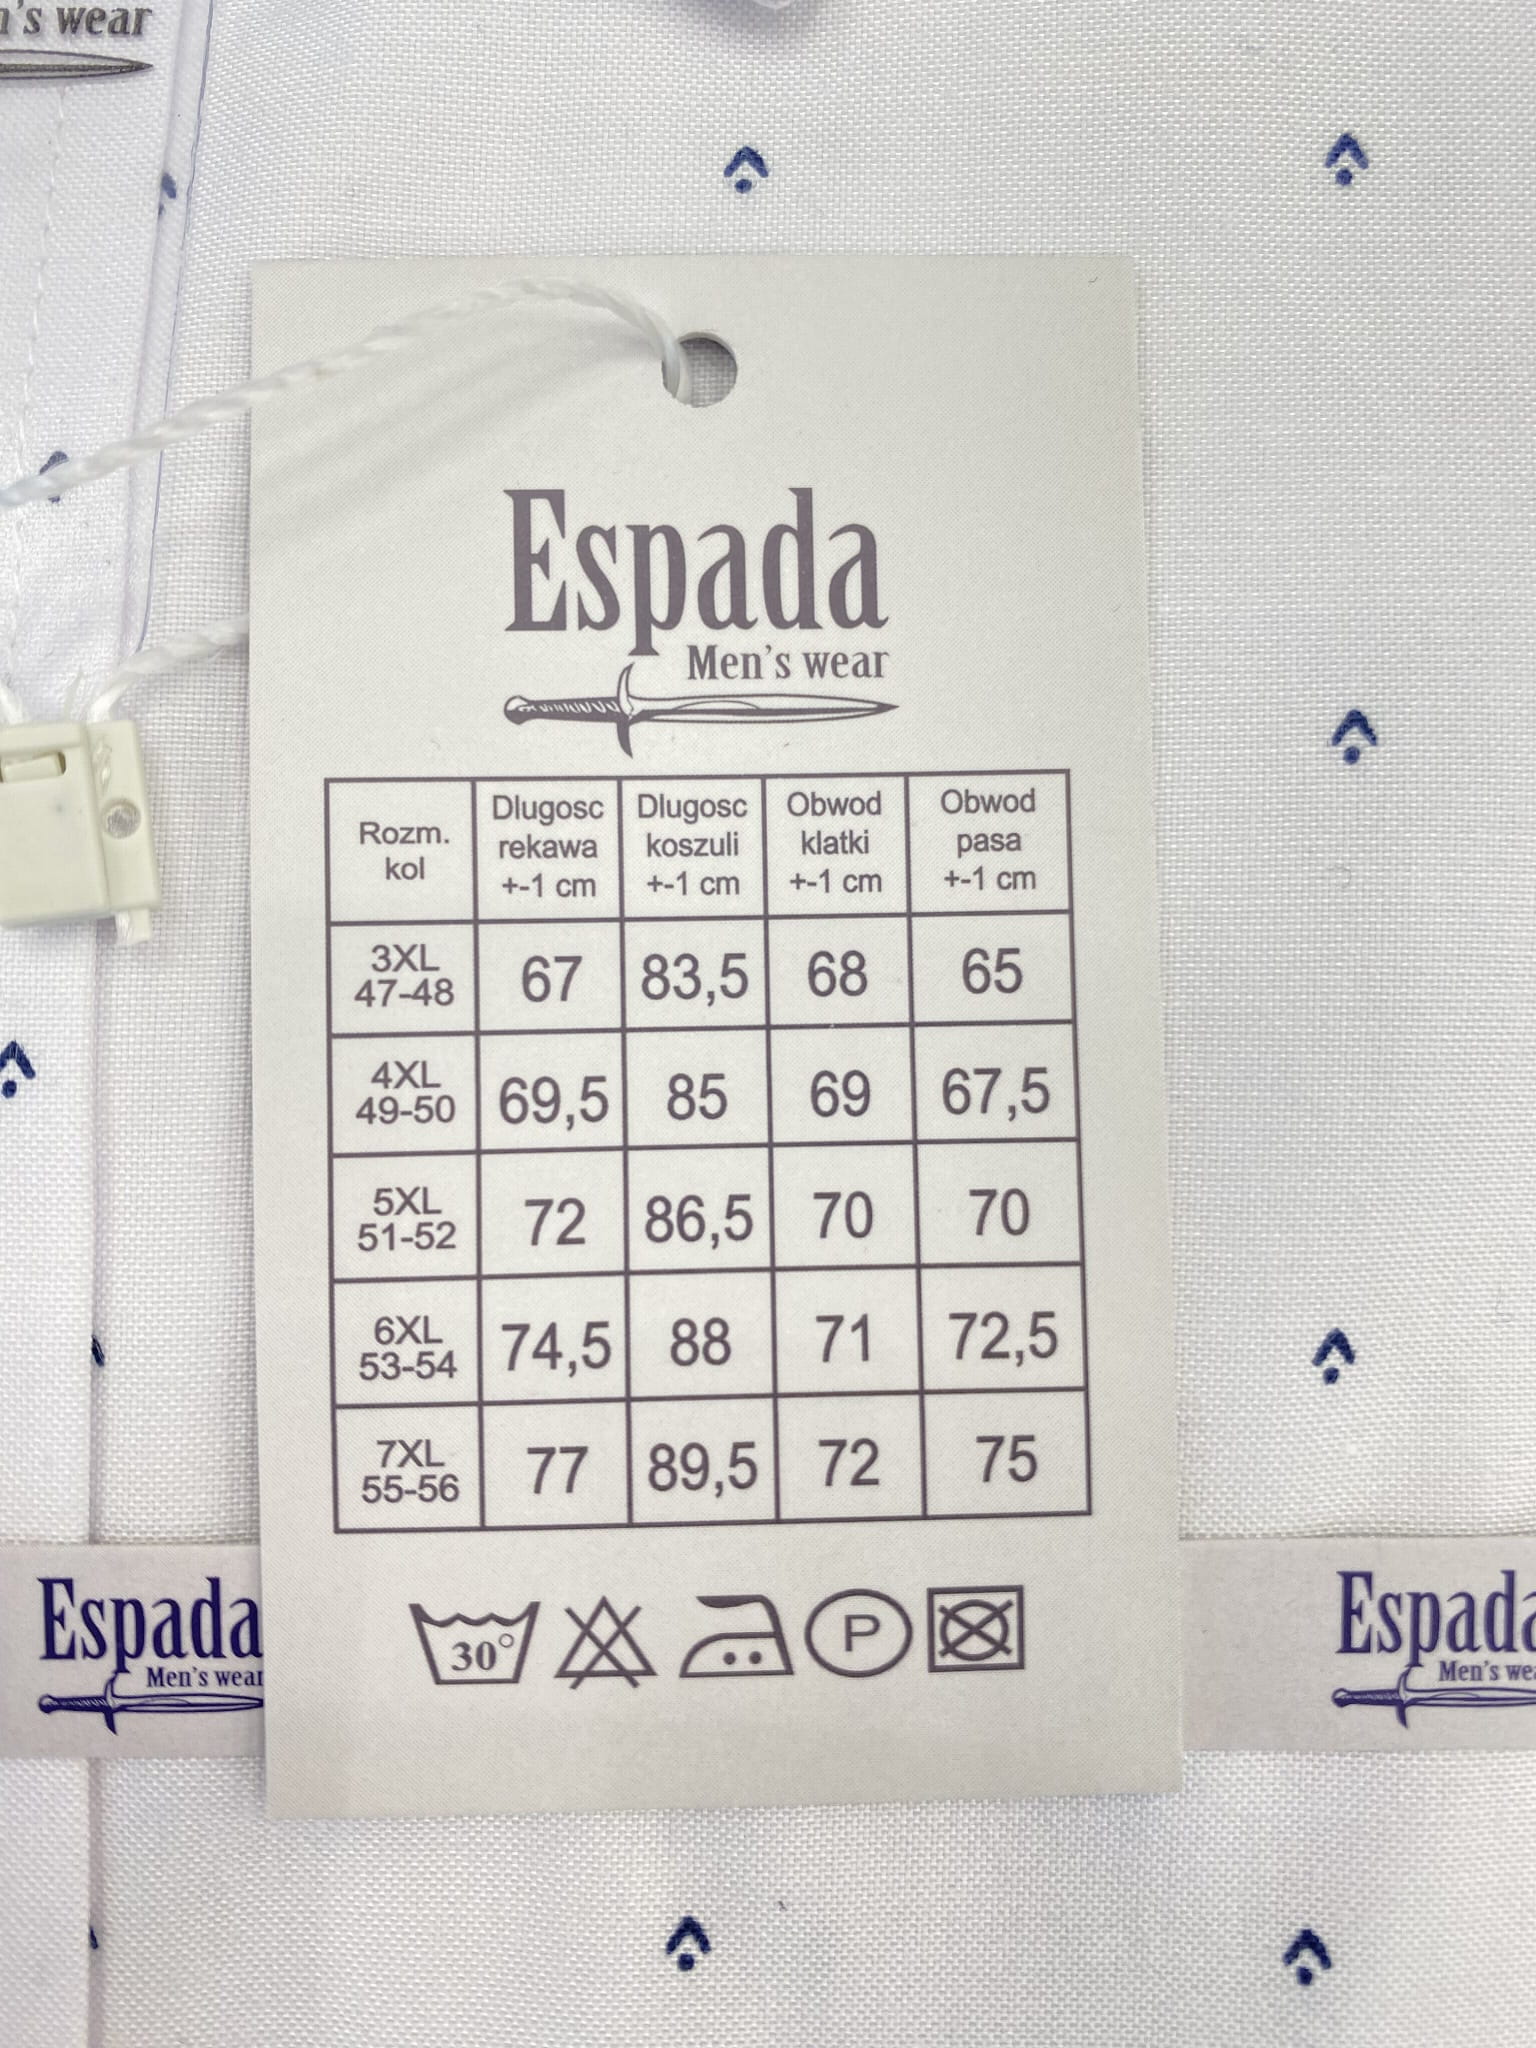 n's wear
Espada
Men's wear
Rozm. kol Dlugosc rekawa +-1 cm Dlugosc koszuli +-1 cm Obwod klatki +-1 cm Obwod pasa +-1 cm
3XL 47-48 67 83,5 68 65
4XL 49-50 69,5 85 69 67,5
5XL 51-52 72 86,5 70 70
6XL 53-54 74,5 88 71 72,5
7XL 55-56 77 89,5 72 75
30° P
Espada
Men's wear
Espada
Men's wea